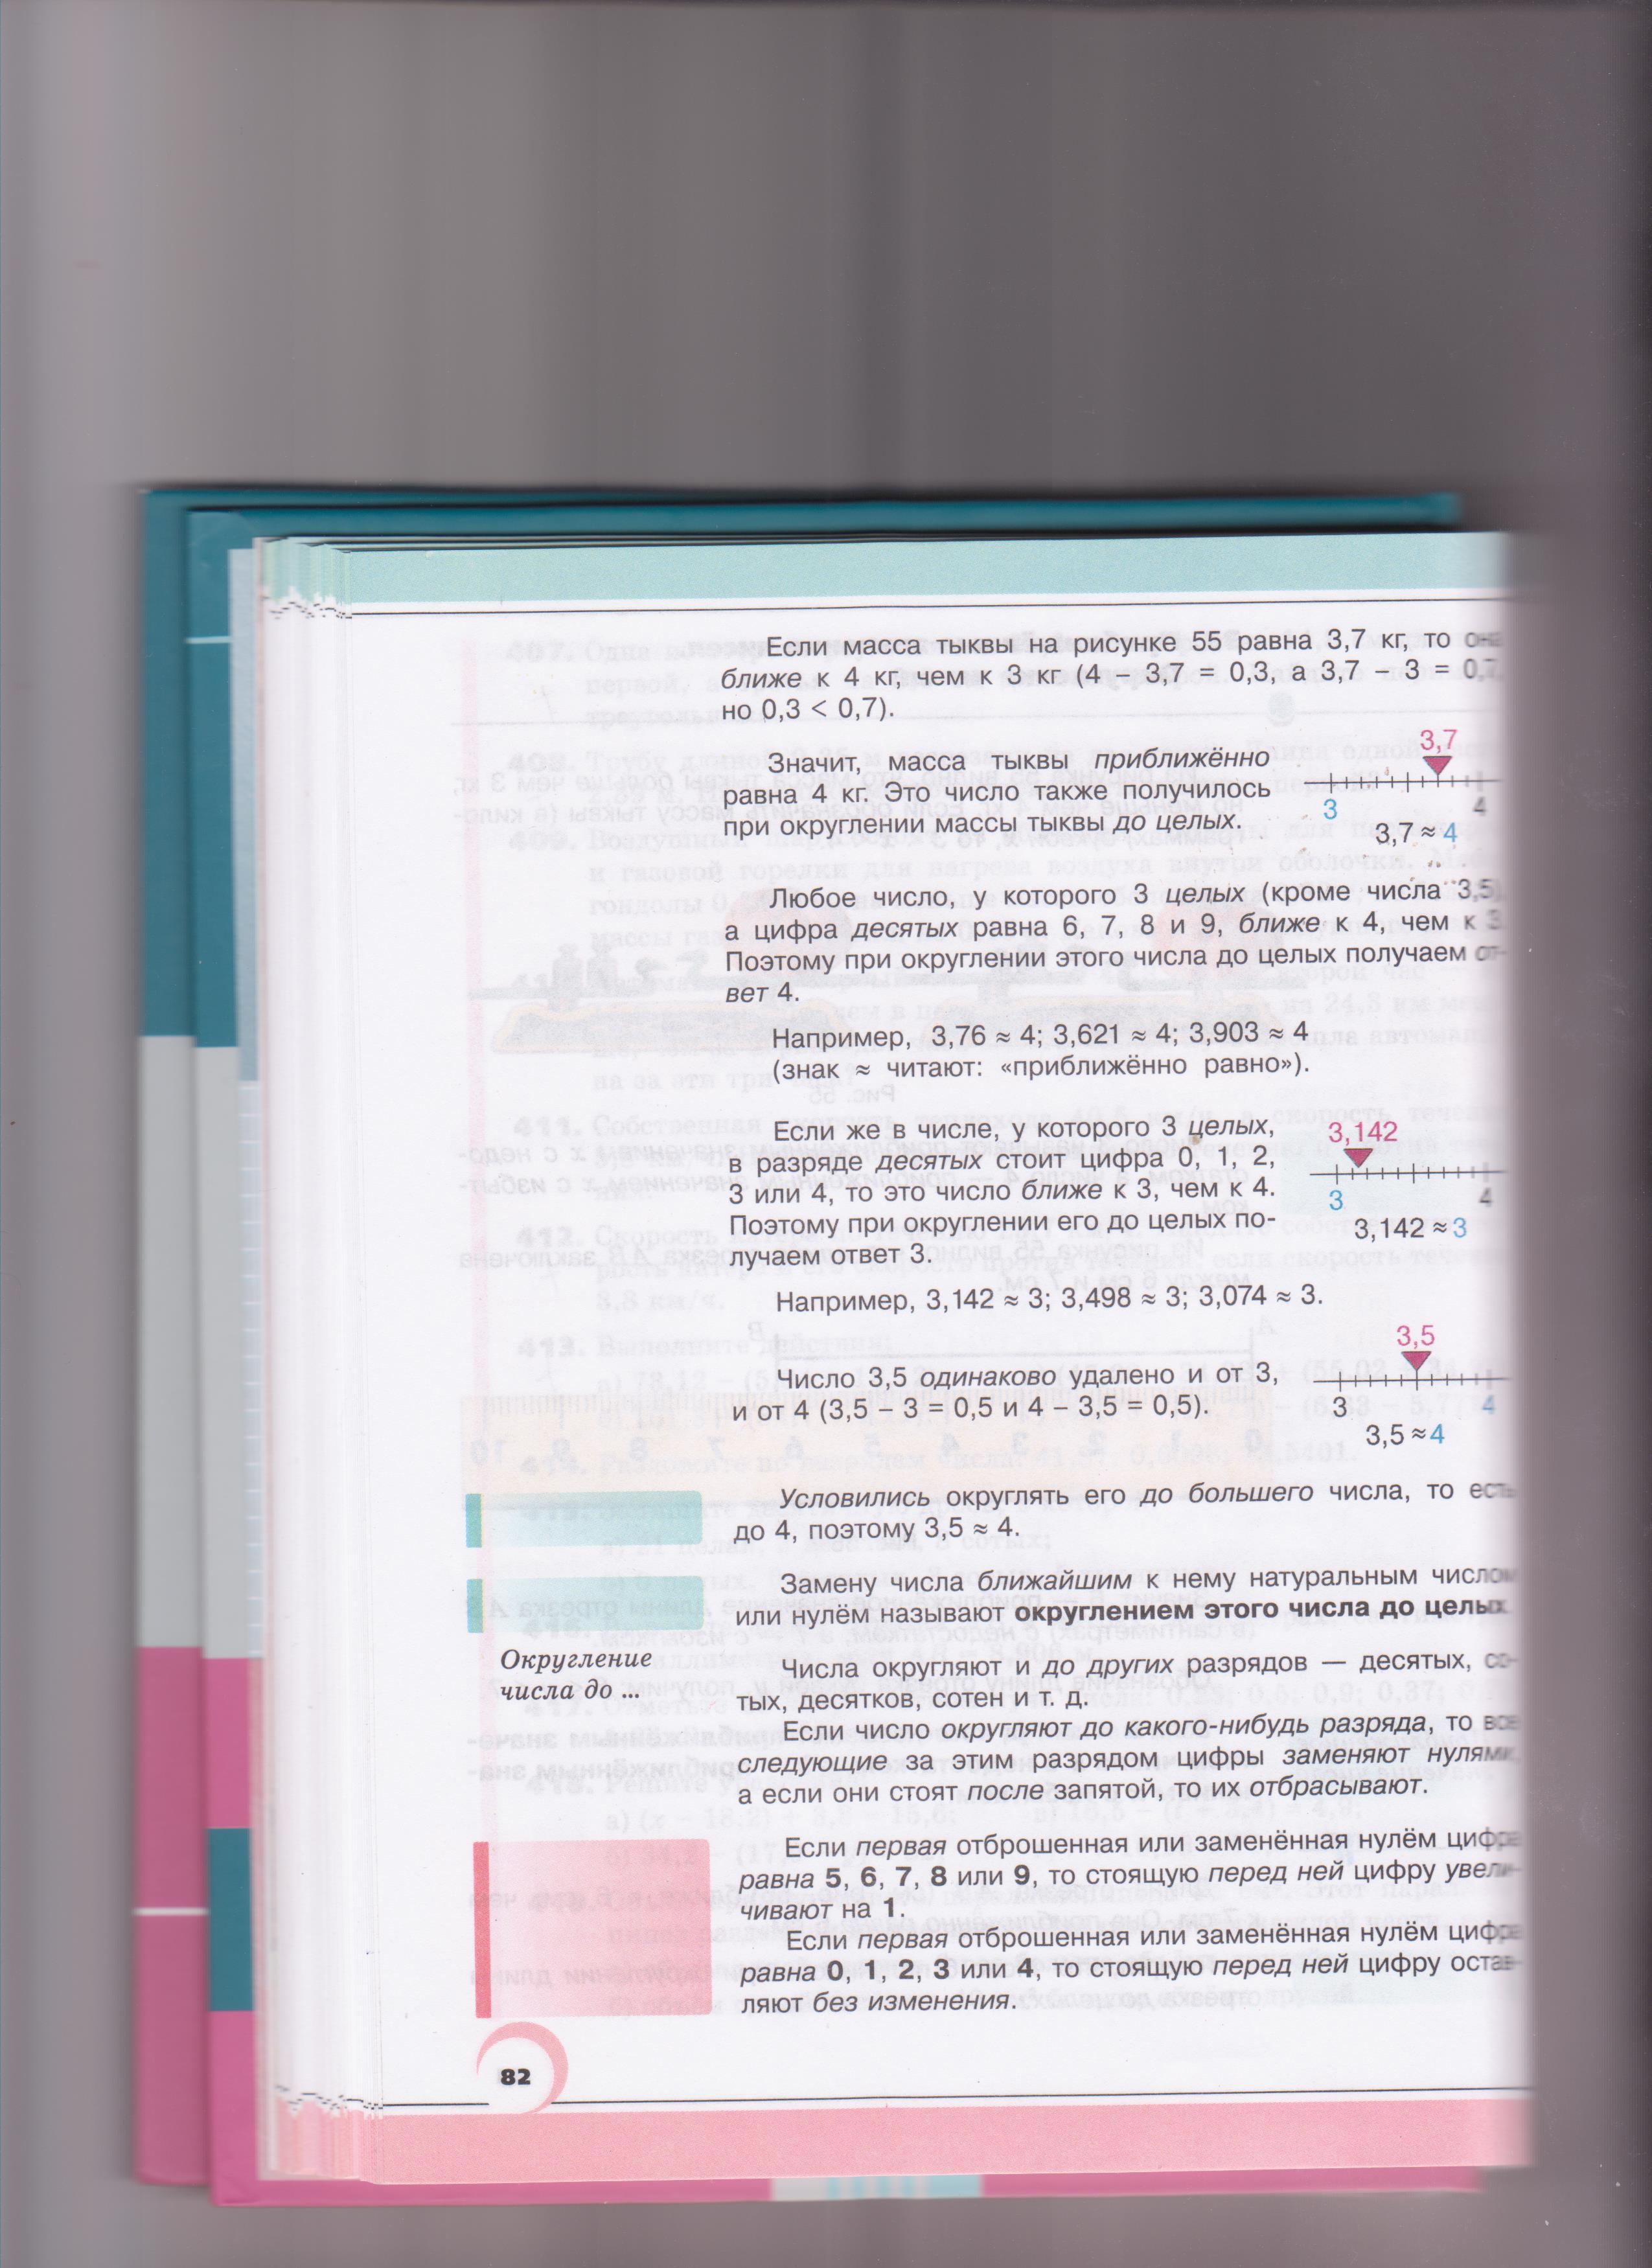 Если масса тыквы на рисунке 55 равна 3,7 кг, то она
ближе к 4 кг, чем к 3 кг (4 – 3,7 = 0,3, а 3,7 – 3 = 0,7,
но 0,3 < 0,7).
Значит, масса тыквы приближённо
равна 4 кг. Это число также получилось
при округлении массы тыквы до целых.
3,7
3 4
3,7 ≈ 4
Любое число, у которого 3 целых (кроме числа 3,5),
а цифра десятых равна 6, 7, 8 и 9, ближе к 4, чем к 3.
Поэтому при округлении этого числа до целых получаем от-
вет 4.
Например, 3,76 ≈ 4; 3,621 ≈ 4; 3,903 ≈ 4
(знак ≈ читают: «приближённо равно»).
Если же в числе, у которого 3 целых,
в разряде десятых стоит цифра 0, 1, 2,
3 или 4, то это число ближе к 3, чем к 4.
Поэтому при округлении его до целых по-
лучаем ответ 3.
3,142
3 4
3,142 ≈ 3
Например, 3,142 ≈ 3; 3,498 ≈ 3; 3,074 ≈ 3.
Число 3,5 одинаково удалено и от 3,
и от 4 (3,5 – 3 = 0,5 и 4 – 3,5 = 0,5).
3,5
3 4
3,5 ≈ 4
Условились округлять его до большего числа, то есть
до 4, поэтому 3,5 ≈ 4.
Замену числа ближайшим к нему натуральным числом
или нулём называют округлением этого числа до целых.
Округление
числа до ...
Числа округляют и до других разрядов — десятых, со-
тых, десятков, сотен и т. д.
Если число округляют до какого-нибудь разряда, то все
следующие за этим разрядом цифры заменяют нулями,
а если они стоят после запятой, то их отбрасывают.
Если первая отброшенная или заменённая нулём цифра
равна 5, 6, 7, 8 или 9, то стоящую перед ней цифру увели-
чивают на 1.
Если первая отброшенная или заменённая нулём цифра
равна 0, 1, 2, 3 или 4, то стоящую перед ней цифру остав-
ляют без изменения.
82